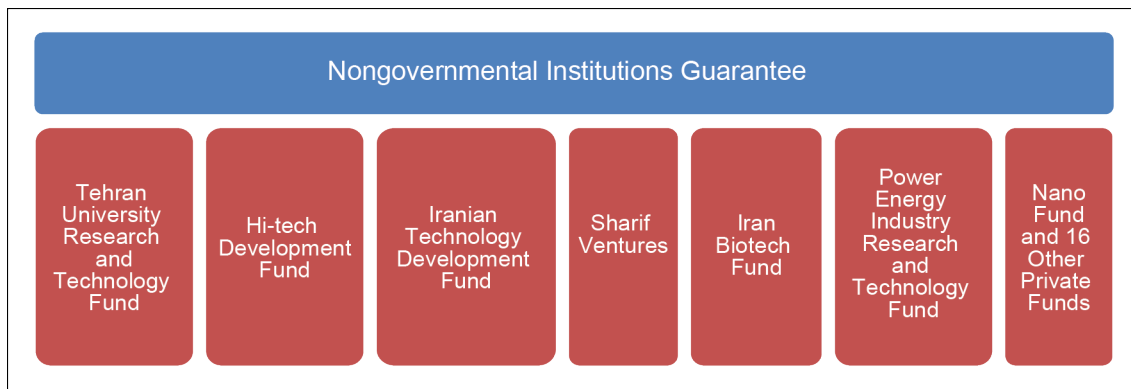 Nongovernmental Institutions Guarantee
Tehran
University
Research
and
Technology
Fund
Hi-tech
Development
Fund
Iranian
Technology
Development
Fund
Sharif
Ventures
Iran
Biotech
Fund
Power
Energy
Industry
Research
and
Technology
Fund
Nano
Fund
and 16
Other
Private
Funds